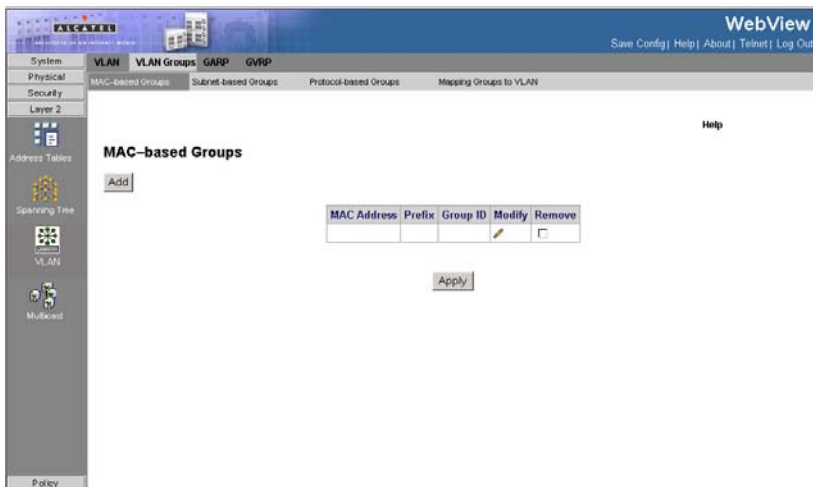 ALCATEL
WebView
Save Config| Help| About| Telnet| Log Out
System
Physical
Security
Layer 2
Address Tables
Spanning Tree
VLAN
Multicast
Policy
VLAN VLAN Groups GARP GVRP
MAC-based Groups Subnet-based Groups Protocol-based Groups Mapping Groups to VLAN
Help
MAC-based Groups
Add
MAC Address Prefix Group ID Modify Remove
Apply